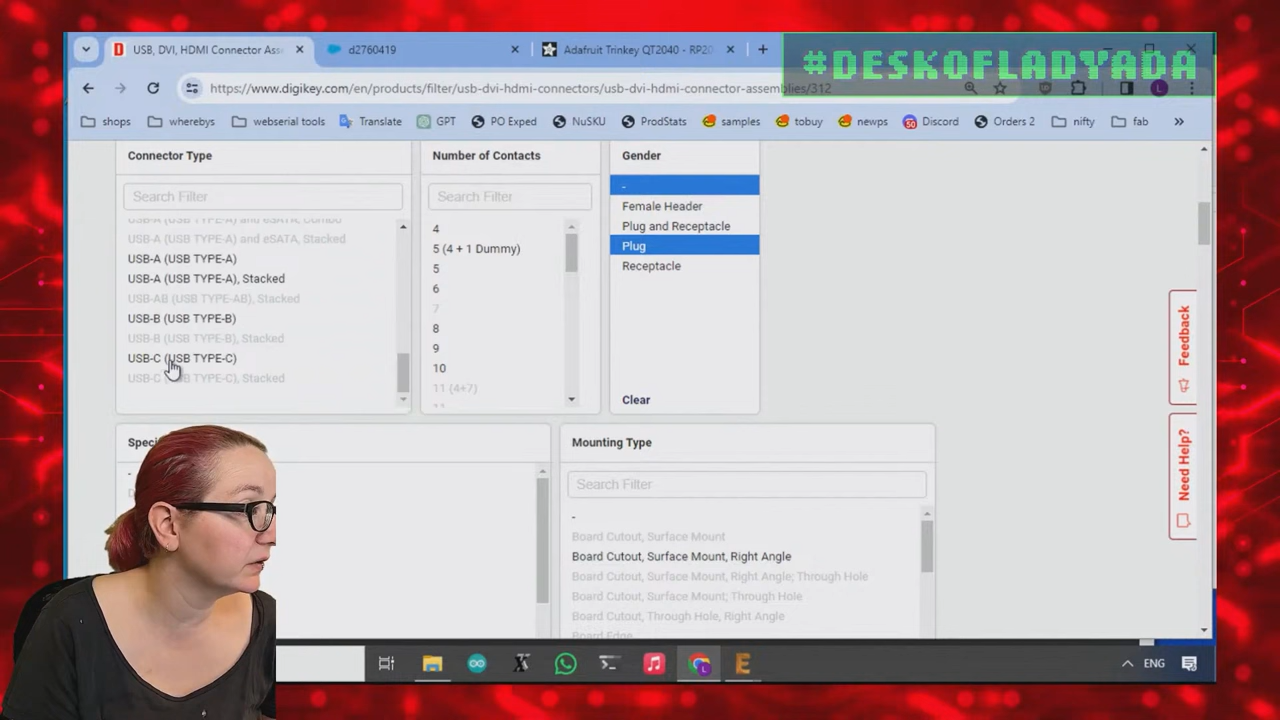 #DESKOFLADYADA
USB, DVI, HDMI Connector Ass
d2760419
Adafruit Trinkey QT2040 - RP20
https://www.digikey.com/en/products/filter/usb-dvi-hdmi-connectors/usb-dvi-hdmi-connector-assemblies/312
shops
wherebys
webserial tools
Translate
GPT
PO Exped
NuSKU
ProdStats
samples
tobuy
newps
Discord
Orders 2
nifty
fab
Connector Type
Search Filter
USB-A (USB TYPE-A) and eSATA, Combo
USB-A (USB TYPE-A) and eSATA, Stacked
USB-A (USB TYPE-A)
USB-A (USB TYPE-A), Stacked
USB-AB (USB TYPE-AB), Stacked
USB-B (USB TYPE-B)
USB-B (USB TYPE-B), Stacked
USB-C (USB TYPE-C)
USB-C (USB TYPE-C), Stacked
Number of Contacts
Search Filter
4
5 (4 + 1 Dummy)
5
6
7
8
9
10
11 (4+7)
11
Gender
-
Female Header
Plug and Receptacle
Plug
Receptacle
Clear
Feedback
Need Help?
Mounting Type
Search Filter
-
Board Cutout, Surface Mount
Board Cutout, Surface Mount, Right Angle
Board Cutout, Surface Mount, Right Angle; Through Hole
Board Cutout, Surface Mount; Through Hole
Board Cutout, Through Hole, Right Angle
Board Edge
ENG